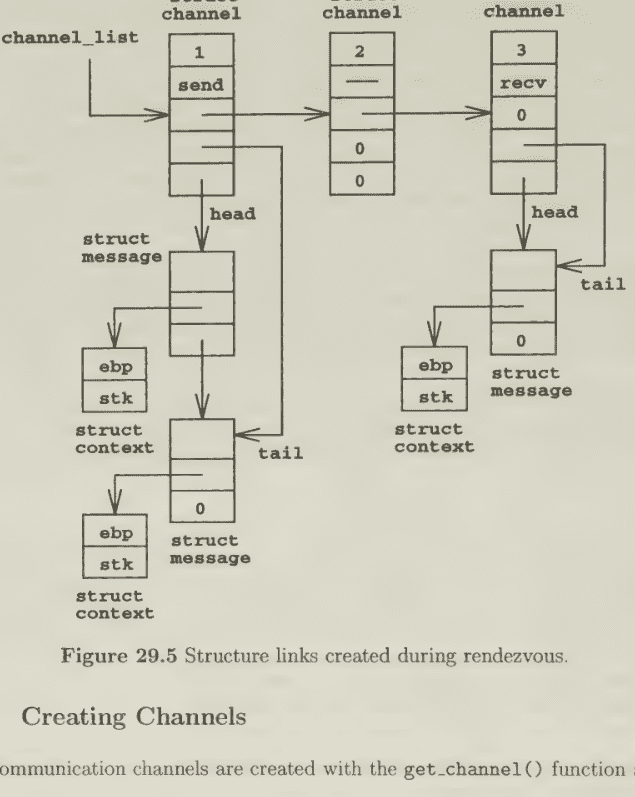 struct
channel
struct
channel
channel
channel_list
1
send
2
3
recv
0
0
0
head
struct
message
ebp
stk
struct
context
tail
0
ebp
stk
struct
context
struct
message
head
tail
0
ebp
stk
struct
context
struct
message
Figure 29.5 Structure links created during rendezvous.
Creating Channels
ommunication channels are created with the get_channel() function